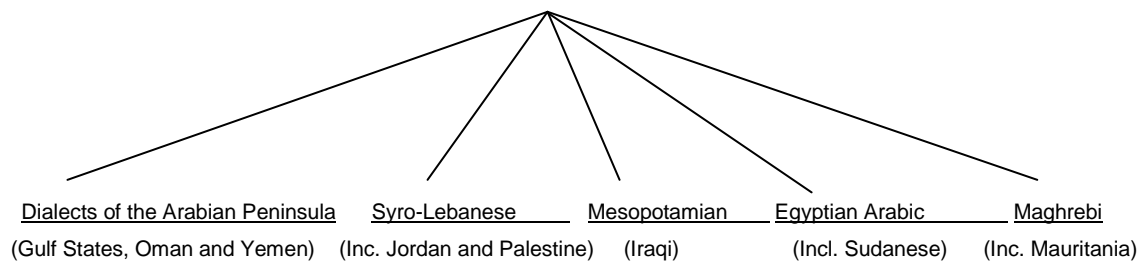 Dialects of the Arabian Peninsula Syro-Lebanese Mesopotamian Egyptian Arabic Maghrebi
(Gulf States, Oman and Yemen) (Inc. Jordan and Palestine) (Iraqi) (Incl. Sudanese) (Inc. Mauritania)